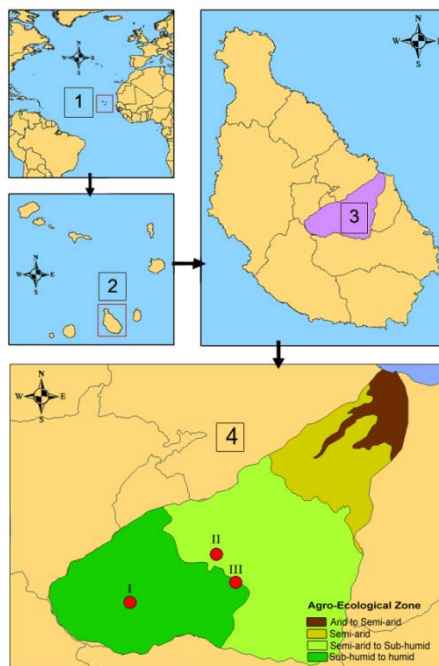 N
W E
S
1
N
W E
S
2
N
W E
S
3
N
W E
S
4
I
II
III
Agro-Ecological Zone
Arid to Semi-arid
Semi-arid
Semi-arid to Sub-humid
Sub-humid to humid